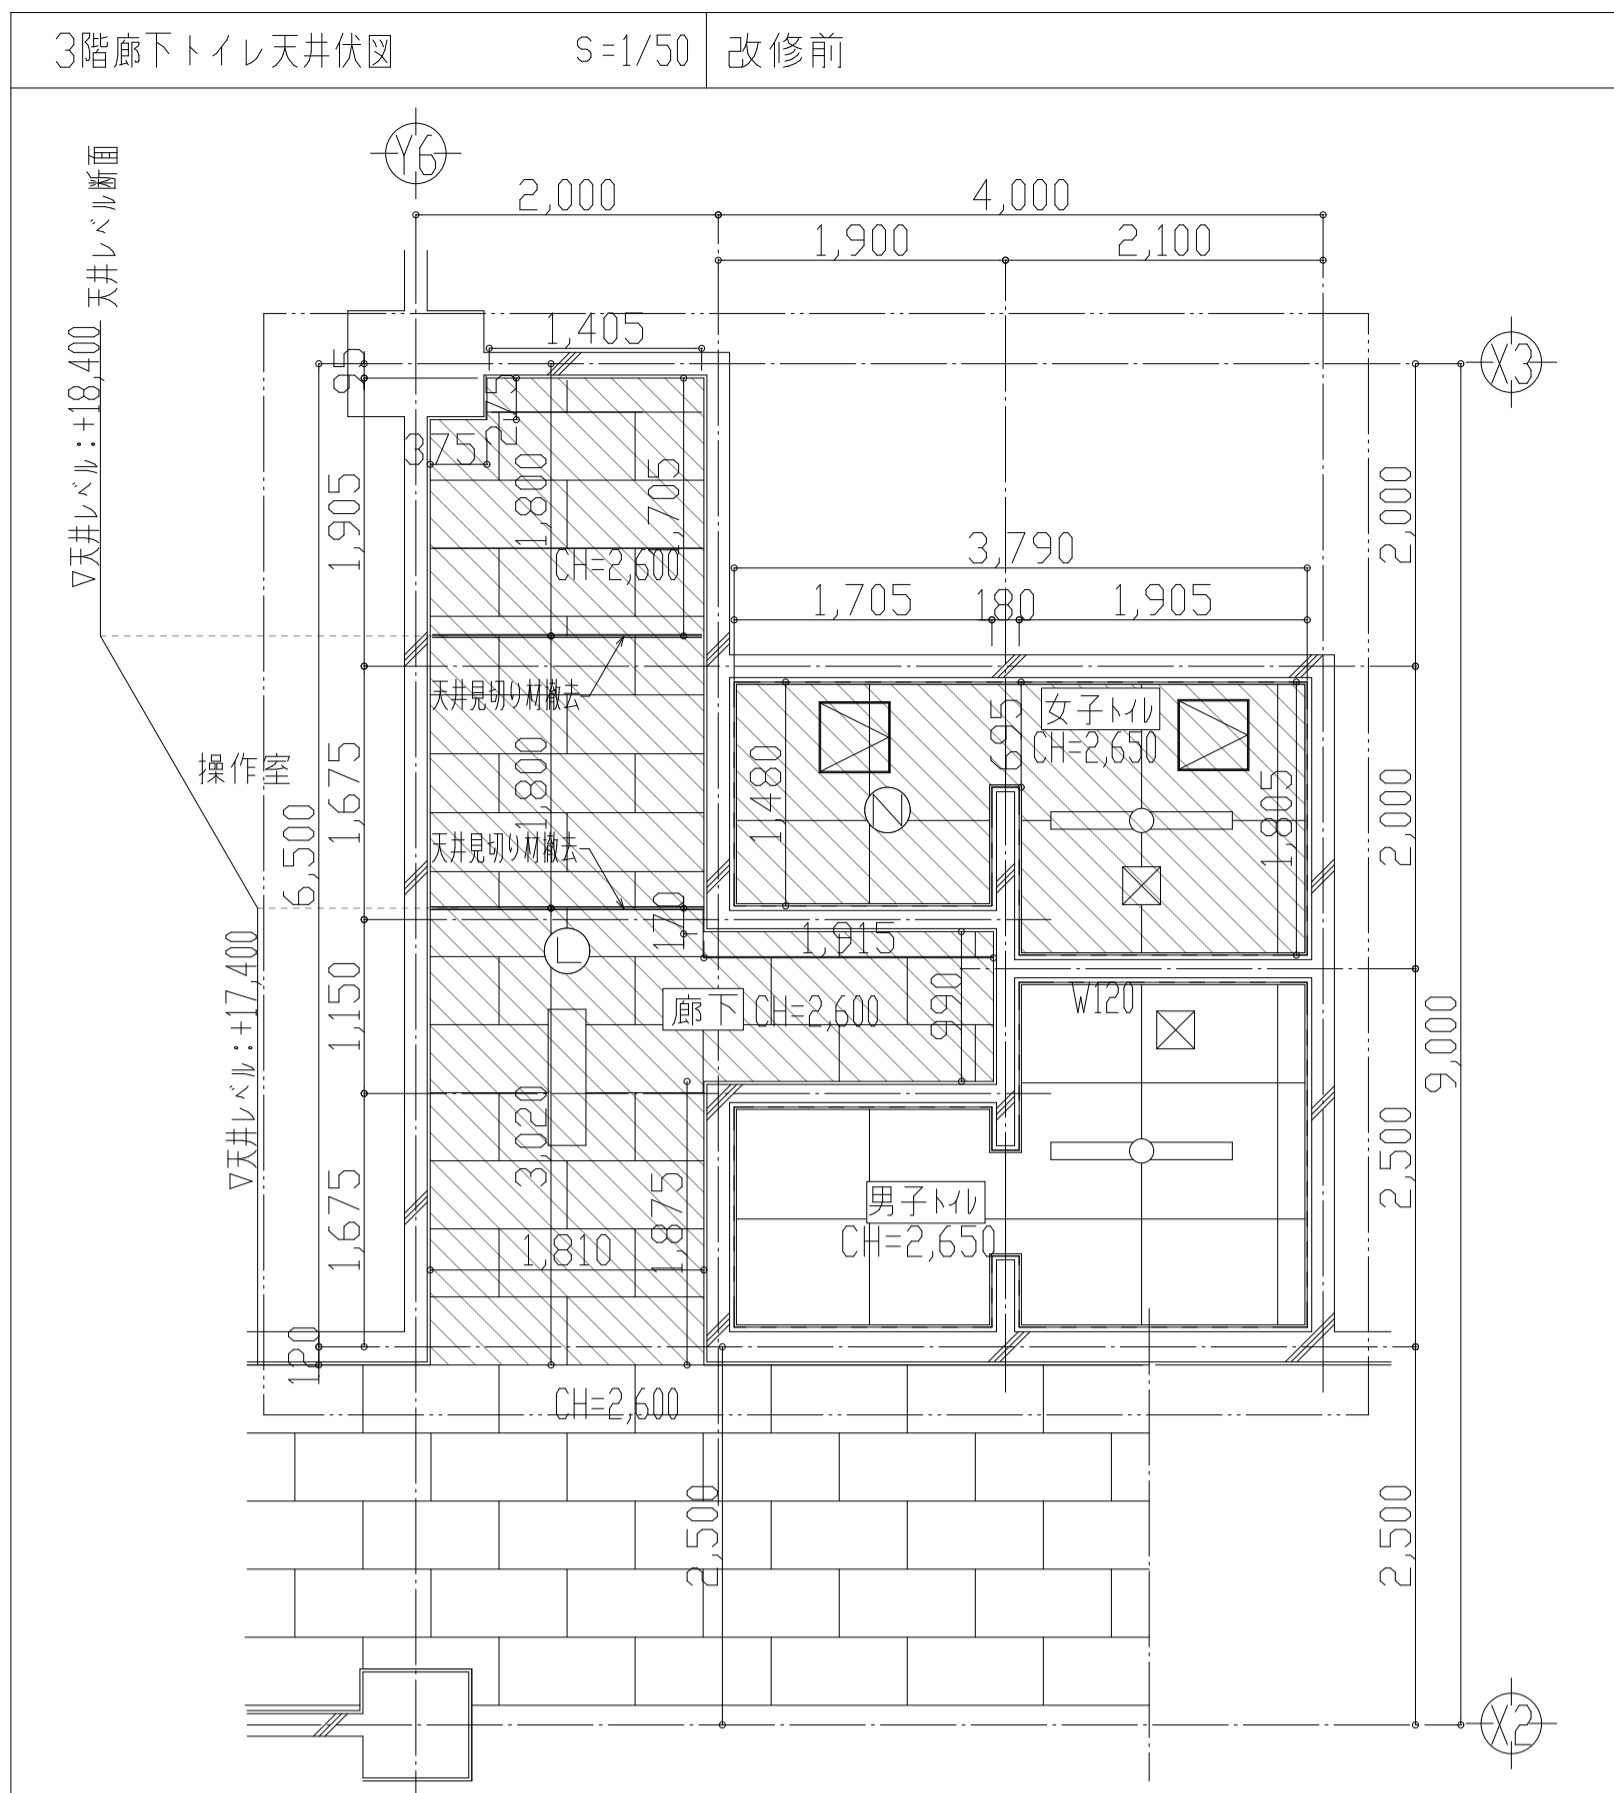 3階廊下トイレ天井伏図 S=1/50 改修前
Y6
2,000 4,000
1,900 2,100
天井レベル断面
▽天井レベル:+18,400
1,405
X3
95
275
375
1,905
1,800
1,705
CH=2,600
2,000
3,790
1,705 180 1,905
天井見切り材撤去
女子トイレ
CH=2,650
695
1,480
1,805
操作室
1,675
1,800
2,000
6,500
天井見切り材撤去
170
1,915
L
N
▽天井レベル:+17,400
1,150
廊下 CH=2,600
990
W120
9,000
3,020
1,875
1,675
1,810
男子トイレ
CH=2,650
2,500
120
CH=2,600
2,500
2,500
X2